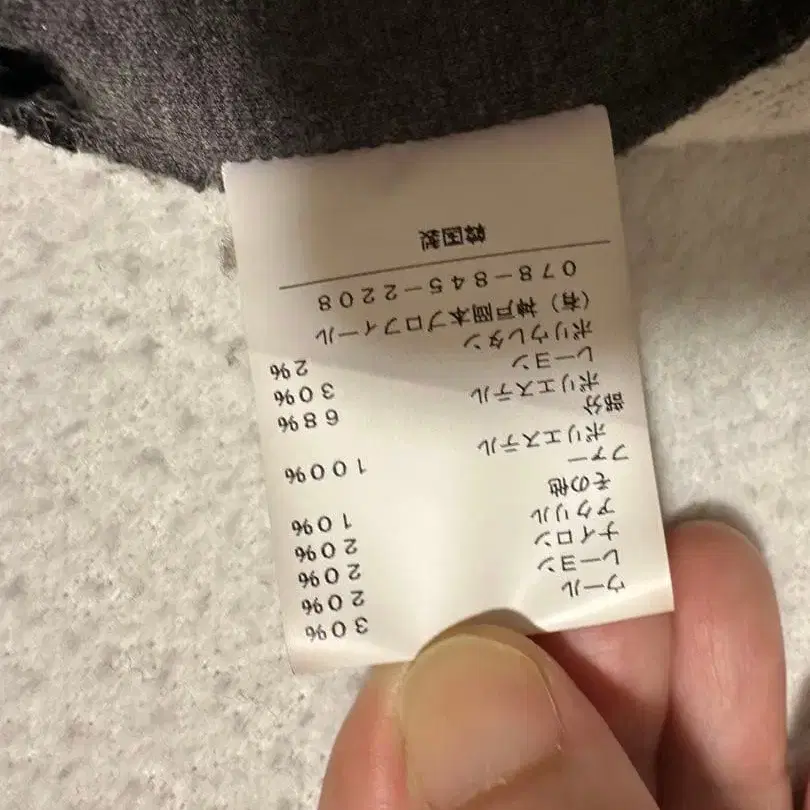 ウール 30%
レーヨン 20%
ナイロン 20%
アクリル 20%
その他 10%
ファー
ポリエステル 100%
部分
ポリエステル 68%
レーヨン 30%
ポリウレタン 2%
(有)神戸岡本プロフィール
078-845-2208
韓国製